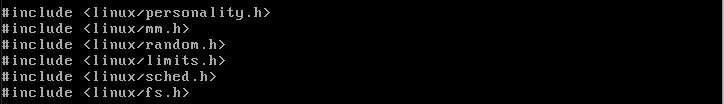 #include <linux/personality.h>
#include <linux/mm.h>
#include <linux/random.h>
#include <linux/limits.h>
#include <linux/sched.h>
#include <linux/fs.h>